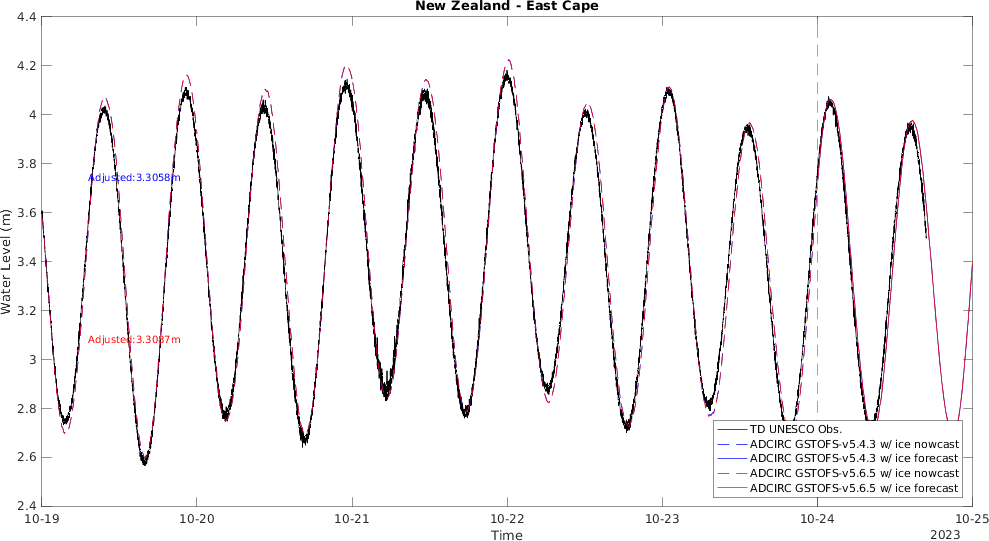 New Zealand - East Cape
4.4
4.2
4
3.8
3.6
3.4
3.2
3
2.8
2.6
2.4
Water Level (m)
Adjusted:3.3058m
Adjusted:3.3087m
TD UNESCO Obs.
ADCIRC GSTOFS-v5.4.3 w/ ice nowcast
ADCIRC GSTOFS-v5.4.3 w/ ice forecast
ADCIRC GSTOFS-v5.6.5 w/ ice nowcast
ADCIRC GSTOFS-v5.6.5 w/ ice forecast
10-19 10-20 10-21 10-22 10-23 10-24 10-25
Time
2023